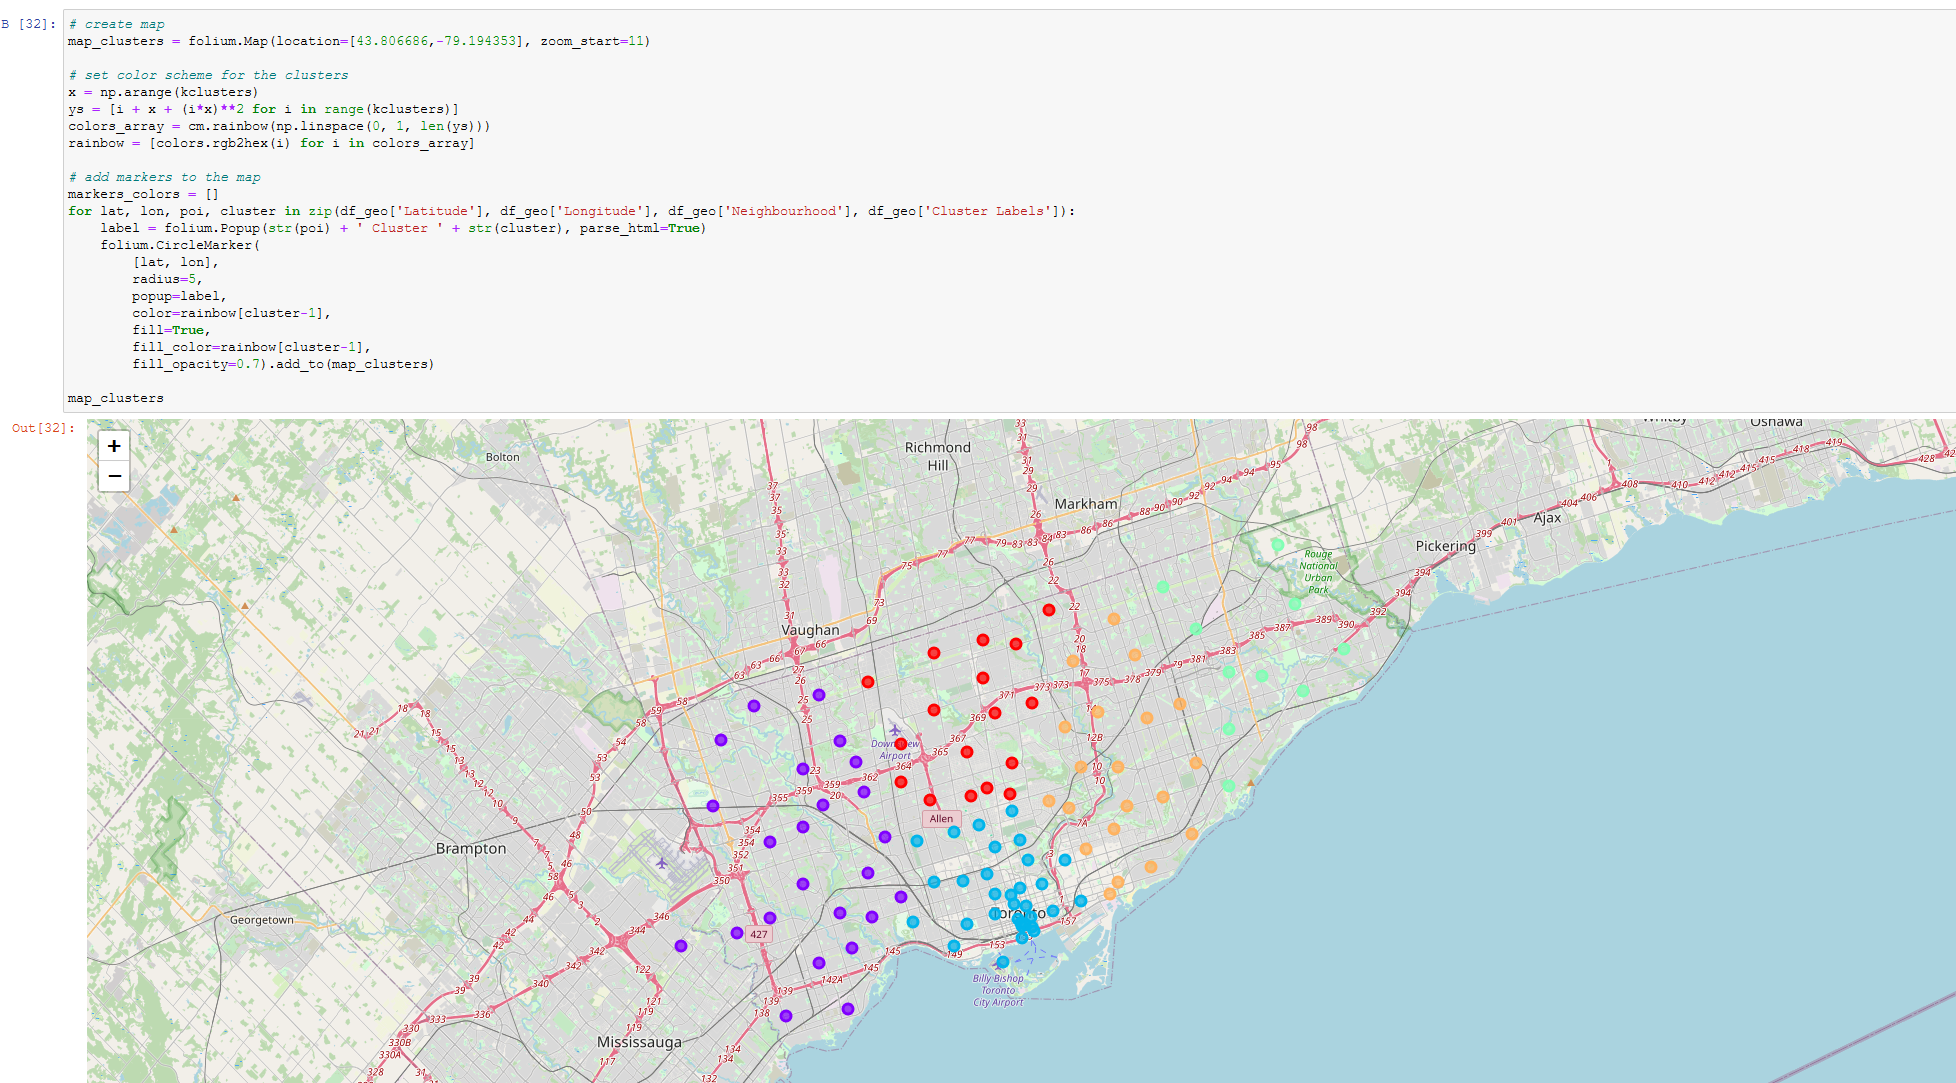 В [32]:
# create map
map_clusters = folium.Map(location=[43.806686,-79.194353], zoom_start=11)
# set color scheme for the clusters
x = np.arange(kclusters)
ys = [i + x + (i*x)**2 for i in range(kclusters)]
colors_array = cm.rainbow(np.linspace(0, 1, len(ys)))
rainbow = [colors.rgb2hex(i) for i in colors_array]
# add markers to the map
markers_colors = []
for lat, lon, poi, cluster in zip(df_geo['Latitude'], df_geo['Longitude'], df_geo['Neighbourhood'], df_geo['Cluster Labels']):
    label = folium.Popup(str(poi) + ' Cluster ' + str(cluster), parse_html=True)
    folium.CircleMarker(
        [lat, lon],
        radius=5,
        popup=label,
        color=rainbow[cluster-1],
        fill=True,
        fill_color=rainbow[cluster-1],
        fill_opacity=0.7).add_to(map_clusters)
map_clusters
Out[32]:
+
−
Oshawa
Bolton
Richmond
Hill
Markham
Ajax
Pickering
Rouge
National
Urban
Park
Vaughan
Airport
Allen
Brampton
Georgetown
Toronto
427
Billy Bishop
Toronto
City Airport
Mississauga